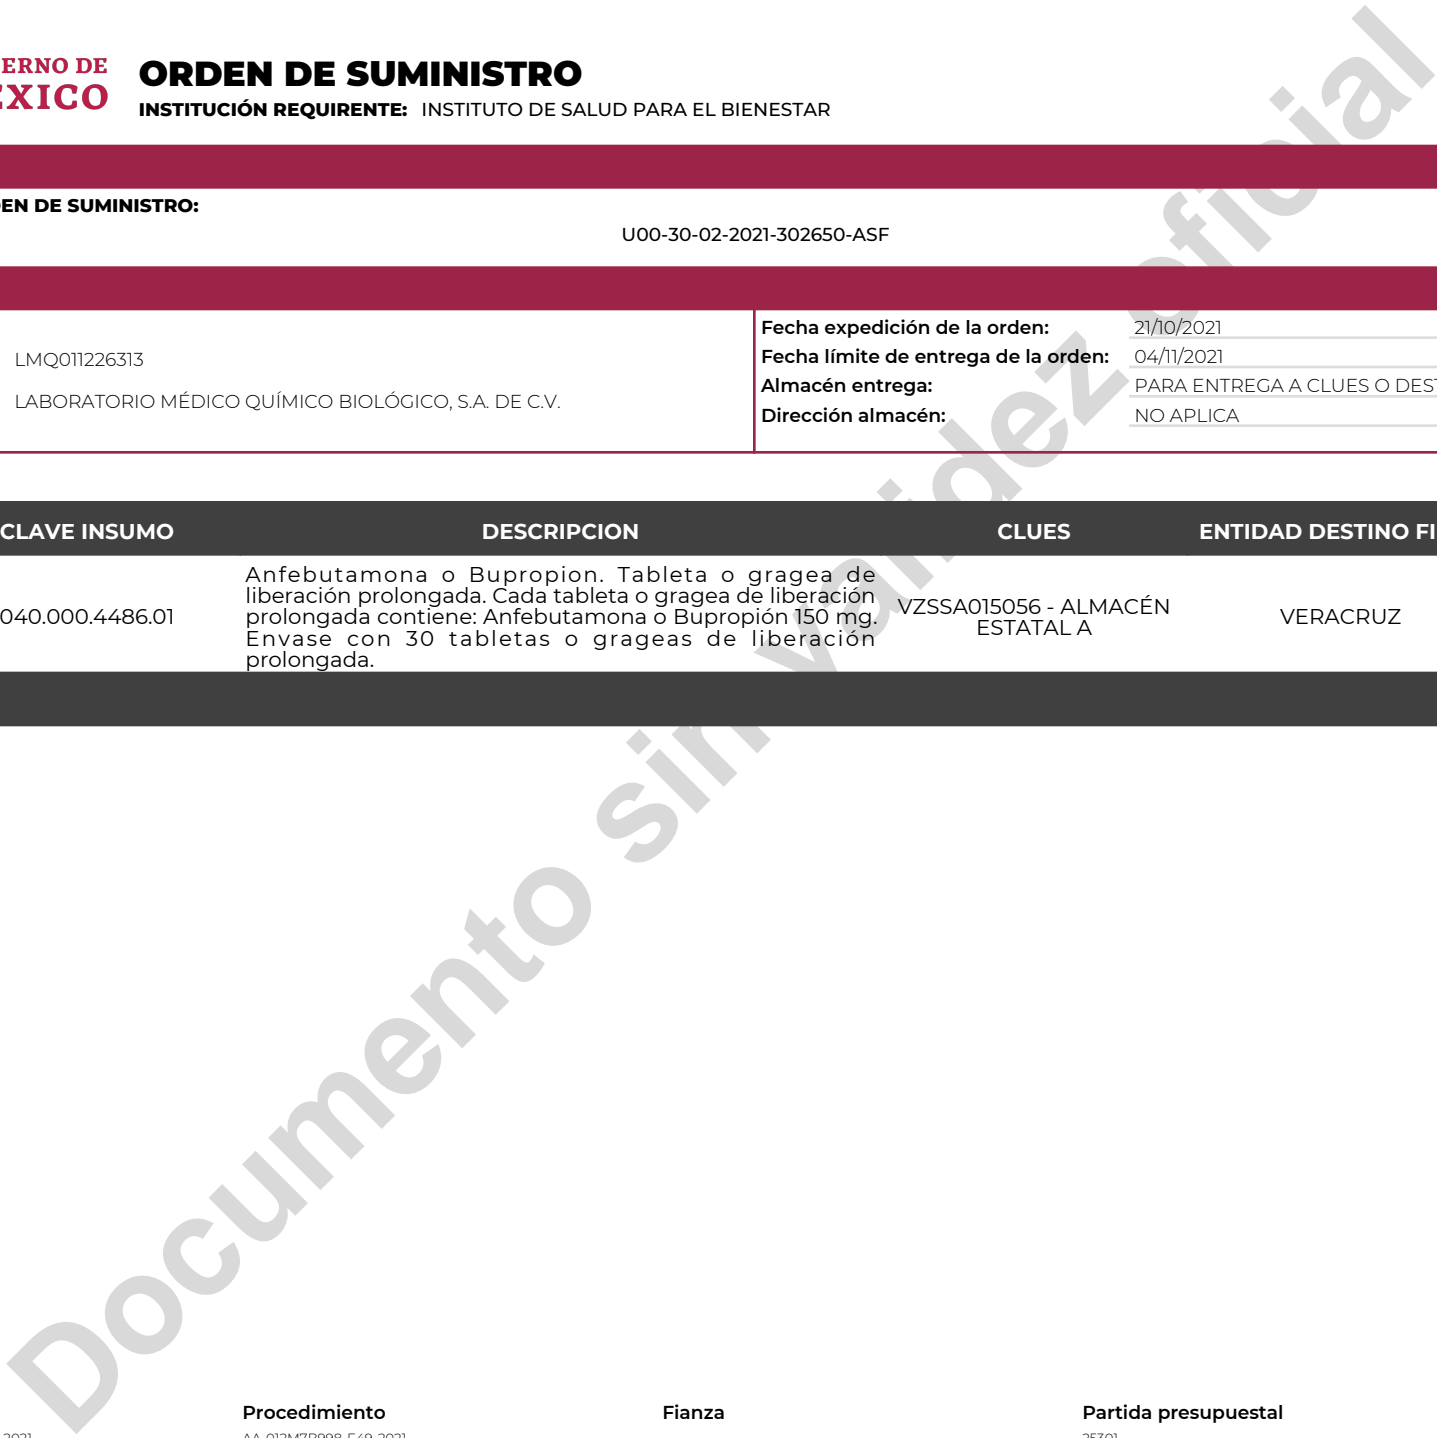 ERNO DE
EXICO
ORDEN DE SUMINISTRO
INSTITUCIÓN REQUIRENTE: INSTITUTO DE SALUD PARA EL BIENESTAR
EN DE SUMINISTRO:
U00-30-02-2021-302650-ASF
LMQ011226313
LABORATORIO MÉDICO QUÍMICO BIOLÓGICO, S.A. DE C.V.
Fecha expedición de la orden: 21/10/2021
Fecha límite de entrega de la orden: 04/11/2021
Almacén entrega: PARA ENTREGA A CLUES O DEST
Dirección almacén: NO APLICA
CLAVE INSUMO DESCRIPCION CLUES ENTIDAD DESTINO FI
040.000.4486.01
Anfebutamona o Bupropion. Tableta o gragea de
liberación prolongada. Cada tableta o gragea de liberación
prolongada contiene: Anfebutamona o Bupropión 150 mg.
Envase con 30 tabletas o grageas de liberación
prolongada.
VZSSA015056 - ALMACÉN
ESTATAL A
VERACRUZ
Documento sin validez oficial
Procedimiento Fianza Partida presupuestal